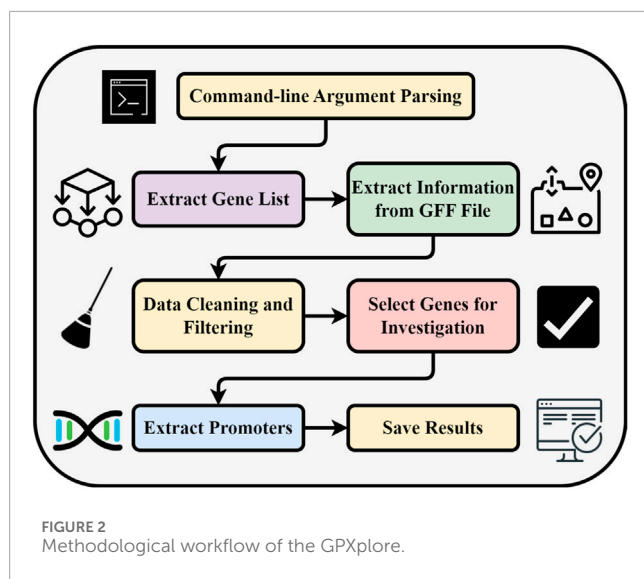 Command-line Argument Parsing
Extract Gene List
Extract Information
from GFF File
Data Cleaning and
Filtering
Select Genes for
Investigation
Extract Promoters
Save Results
FIGURE 2
Methodological workflow of the GPXplore.